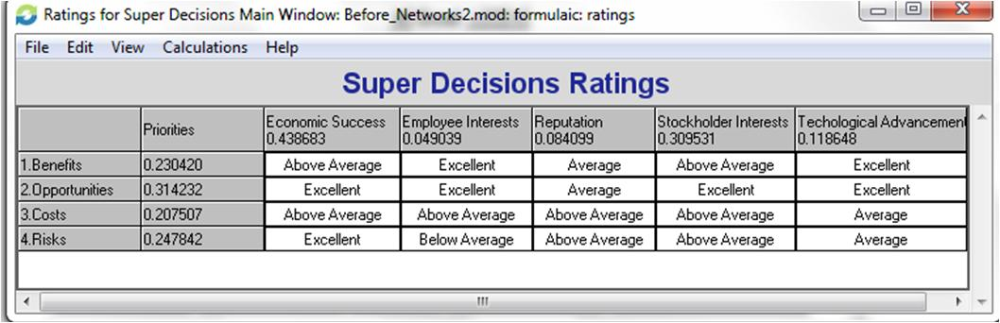 Ratings for Super Decisions Main Window: Before_Networks2.mod: formulaic: ratings
File Edit View Calculations Help
Super Decisions Ratings
Priorities Economic Success 0.438683 Employee Interests 0.049039 Reputation 0.084099 Stockholder Interests 0.309531 Techological Advancement 0.118648
1.Benefits 0.230420 Above Average Excellent Average Above Average Excellent
2.Opportunities 0.314232 Excellent Excellent Average Excellent Excellent
3.Costs 0.207507 Above Average Above Average Above Average Above Average Average
4.Risks 0.247842 Excellent Below Average Above Average Above Average Average